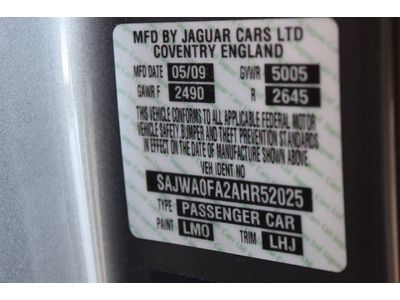 MFD BY JAGUAR CARS LTD
COVENTRY ENGLAND
MFD DATE 05/09 GVWR 5005
GAWR F 2490 R 2645
THIS VEHICLE CONFORMS TO ALL APPLICABLE FEDERAL MOTOR
VEHICLE SAFETY, BUMPER, AND THEFT PREVENTION
STANDARDS IN EFFECT ON THE
DATE OF MANUFACTURE SHOWN ABOVE.
VEH IDENT NO
SAJWA0FA2AHR52025
TYPE PASSENGER CAR
PAINT LMO TRIM LHJ